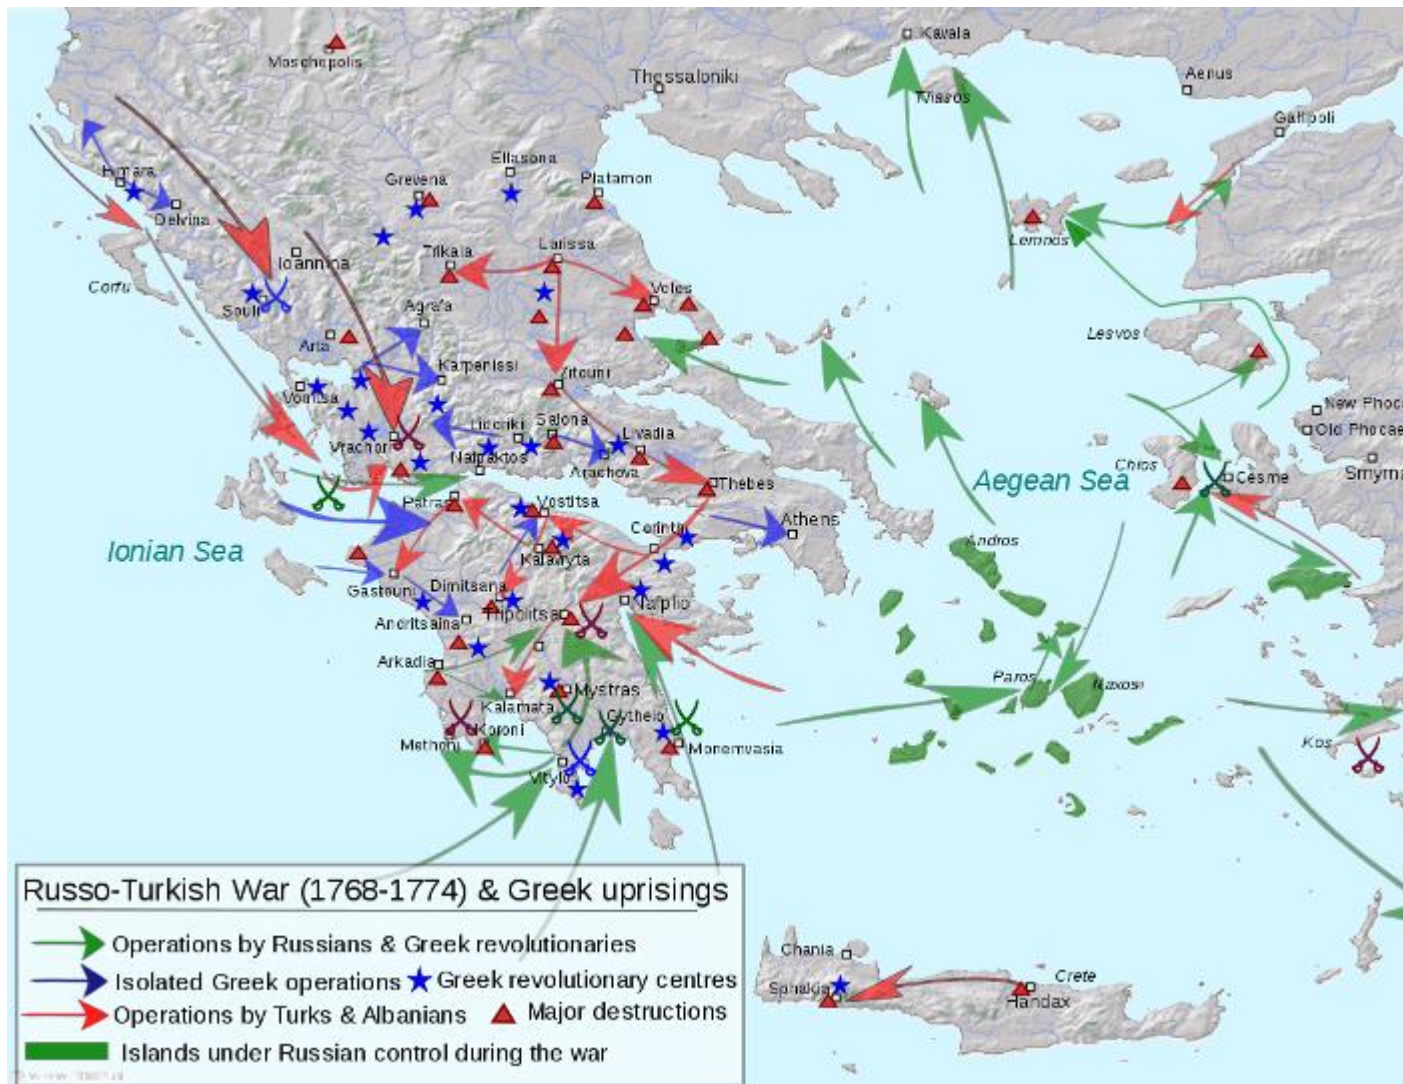 Kavala
Moschopolis
Thessaloniki
Aenus
Thasos
Gallipoli
Ellasona
Himara
Grevena
Platamon
Delvina
Lemnos
Larissa
Trikala
Ioannina
Corfu
Volos
Souli
Agrafa
Arta
Lesvos
Karpenissi
Zitouni
Vonitsa
New Phoc
Salona
Lidoriki
Livadia
Old Phocae
Vrachori
Nafpaktos
Arachova
Chios
Smyrna
Aegean Sea
Cesme
Thebes
Patras
Vostitsa
Athens
Corinth
Ionian Sea
Andros
Kalavryta
Gastouni
Dimitsana
Nafplio
Tripolitsa
Andritsaina
Arkadia
Paros
Naxos
Mystras
Kalamata
Gytheio
Koroni
Methoni
Monemvasia
Kos
Vitylo
Russo-Turkish War (1768-1774) & Greek uprisings
Operations by Russians & Greek revolutionaries
Isolated Greek operations
Greek revolutionary centres
Operations by Turks & Albanians
Major destructions
Islands under Russian control during the war
Chania
Sphakia
Crete
Handax